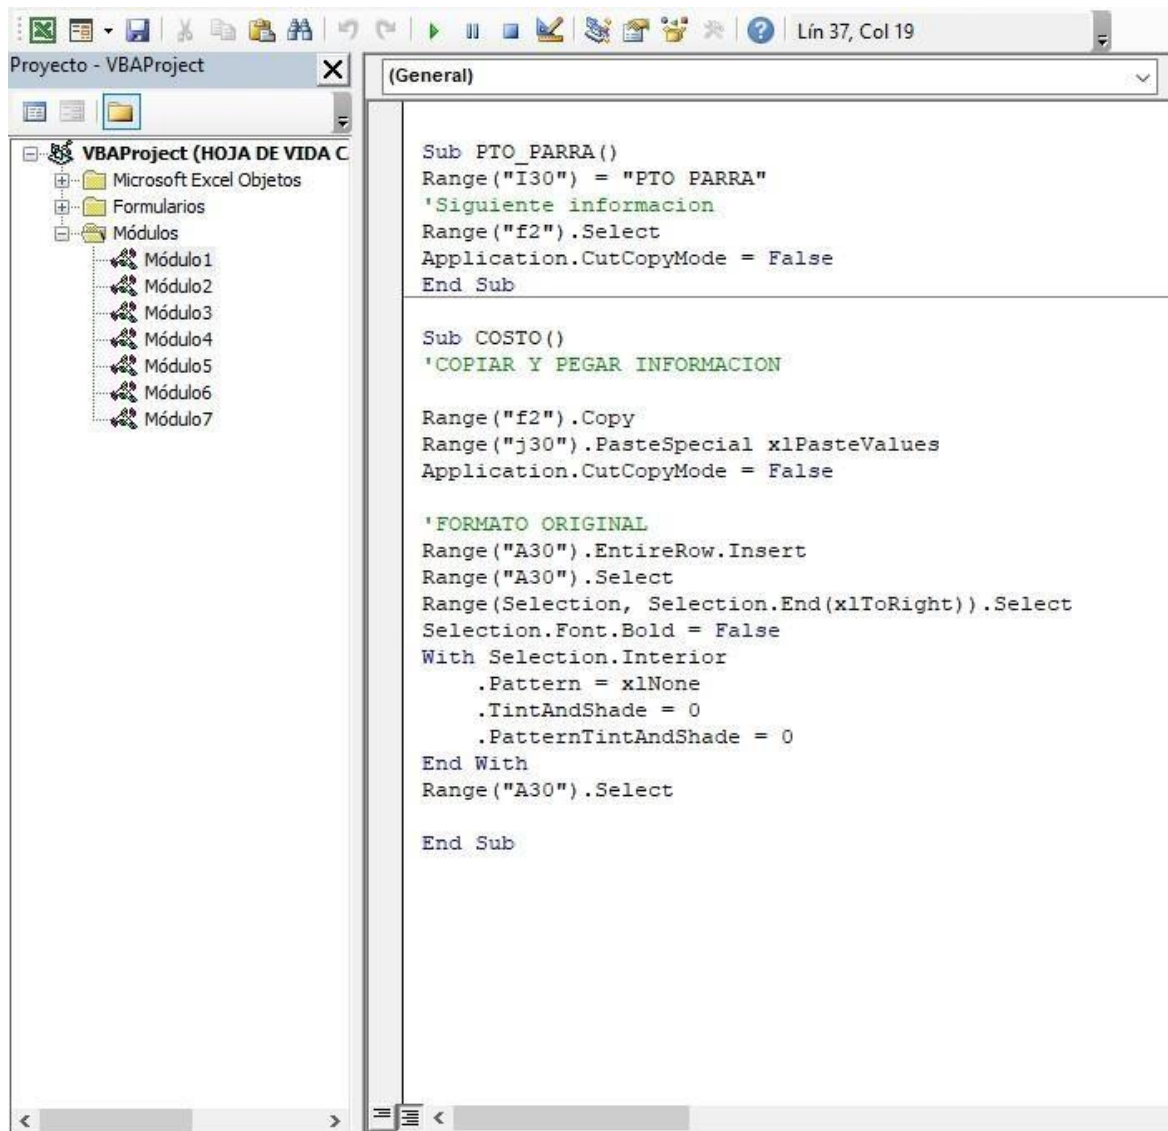 Lín 37, Col 19
Proyecto - VBAProject
(General)
VBAProject (HOJA DE VIDA C
Microsoft Excel Objetos
Formularios
Módulos
Módulo1
Módulo2
Módulo3
Módulo4
Módulo5
Módulo6
Módulo7
Sub PTO_PARRA()
Range("I30") = "PTO PARRA"
'Siguiente informacion
Range("f2").Select
Application.CutCopyMode = False
End Sub
Sub COSTO()
'COPIAR Y PEGAR INFORMACION
Range("f2").Copy
Range("j30").PasteSpecial xlPasteValues
Application.CutCopyMode = False
'FORMATO ORIGINAL
Range("A30").EntireRow.Insert
Range("A30").Select
Range(Selection, Selection.End(xlToRight)).Select
Selection.Font.Bold = False
With Selection.Interior
    .Pattern = xlNone
    .TintAndShade = 0
    .PatternTintAndShade = 0
End With
Range("A30").Select
End Sub